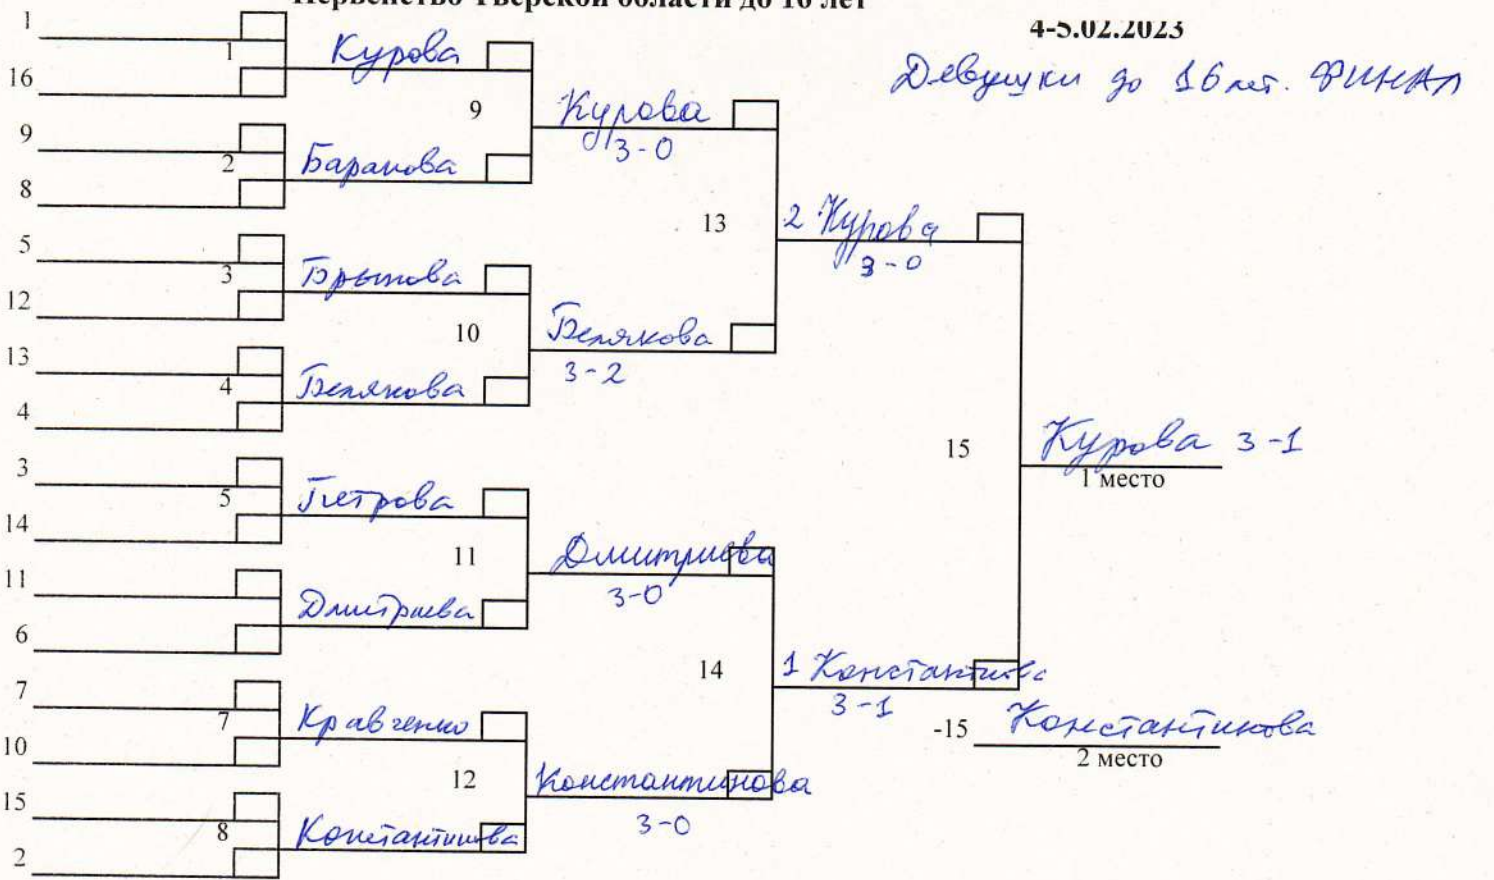 Первенство Тверской области до 16 лет
4-5.02.2023
Девушки до 16 лет. ФИНАЛ
1
1
16
Курова
9
9
2
8
Баранова
Курова
3-0
13
5
3
12
Брытова
10
13
4
4
Белякова
Белякова
3-2
2 Курова
3-0
15
3
5
14
Петрова
11
11
6
Дмитриева
Дмитриева
3-0
14
7
7
10
Кравченко
12
15
8
2
Константинова
Константинова
3-0
1 Константинова
3-1
Курова 3-1
1 место
-15 Константинова
2 место